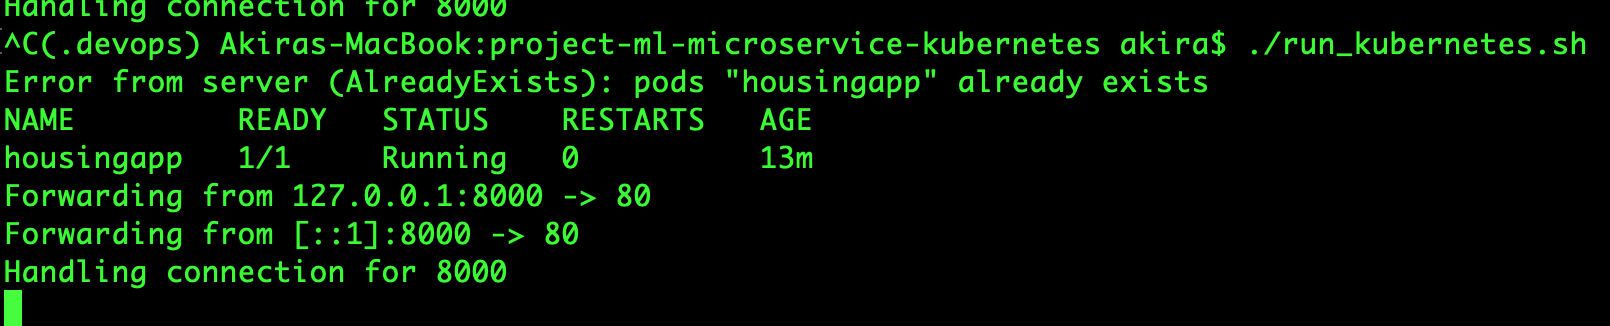 Handling connection for 8000
^C(.devops) Akiras-MacBook:project-ml-microservice-kubernetes akira$ ./run_kubernetes.sh
Error from server (AlreadyExists): pods "housingapp" already exists
NAME         READY   STATUS    RESTARTS   AGE
housingapp   1/1     Running   0          13m
Forwarding from 127.0.0.1:8000 -> 80
Forwarding from [::1]:8000 -> 80
Handling connection for 8000